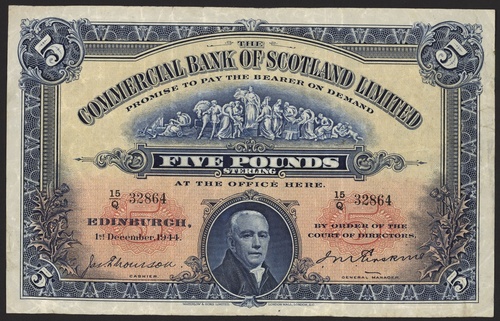 THE
COMMERCIAL BANK OF SCOTLAND LIMITED
PROMISE TO PAY THE BEARER ON DEMAND
5 5
FIVE POUNDS
STERLING
AT THE OFFICE HERE.
15/Q 32864 15/Q 32864
EDINBURGH, BY ORDER OF THE
1st December, 1944. COURT OF DIRECTORS.
CASHIER GENERAL MANAGER
5 5